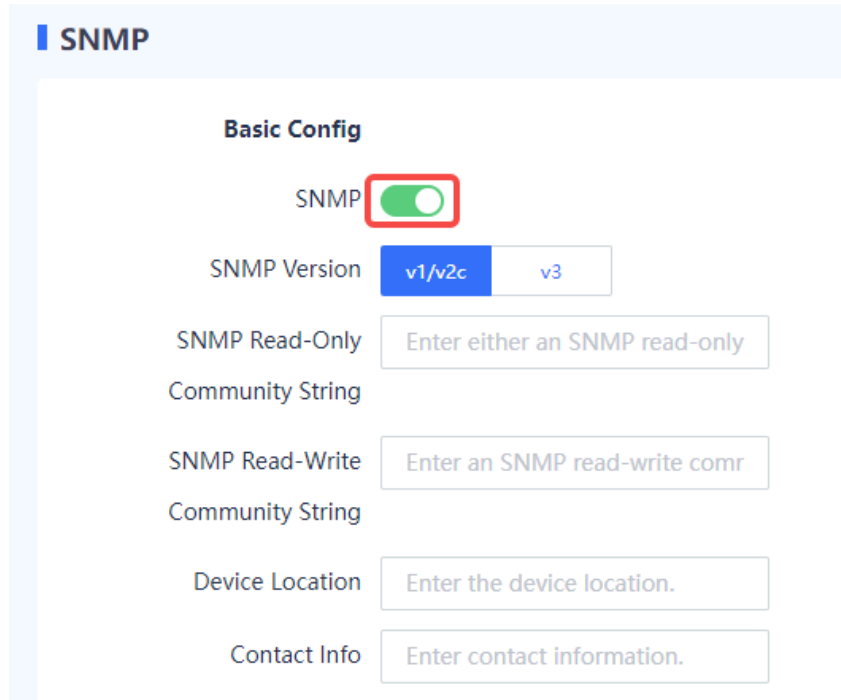 SNMP
Basic Config
SNMP
SNMP Version v1/v2c v3
SNMP Read-Only Enter either an SNMP read-only
Community String
SNMP Read-Write Enter an SNMP read-write
Community String
Device Location Enter the device location.
Contact Info Enter contact information.